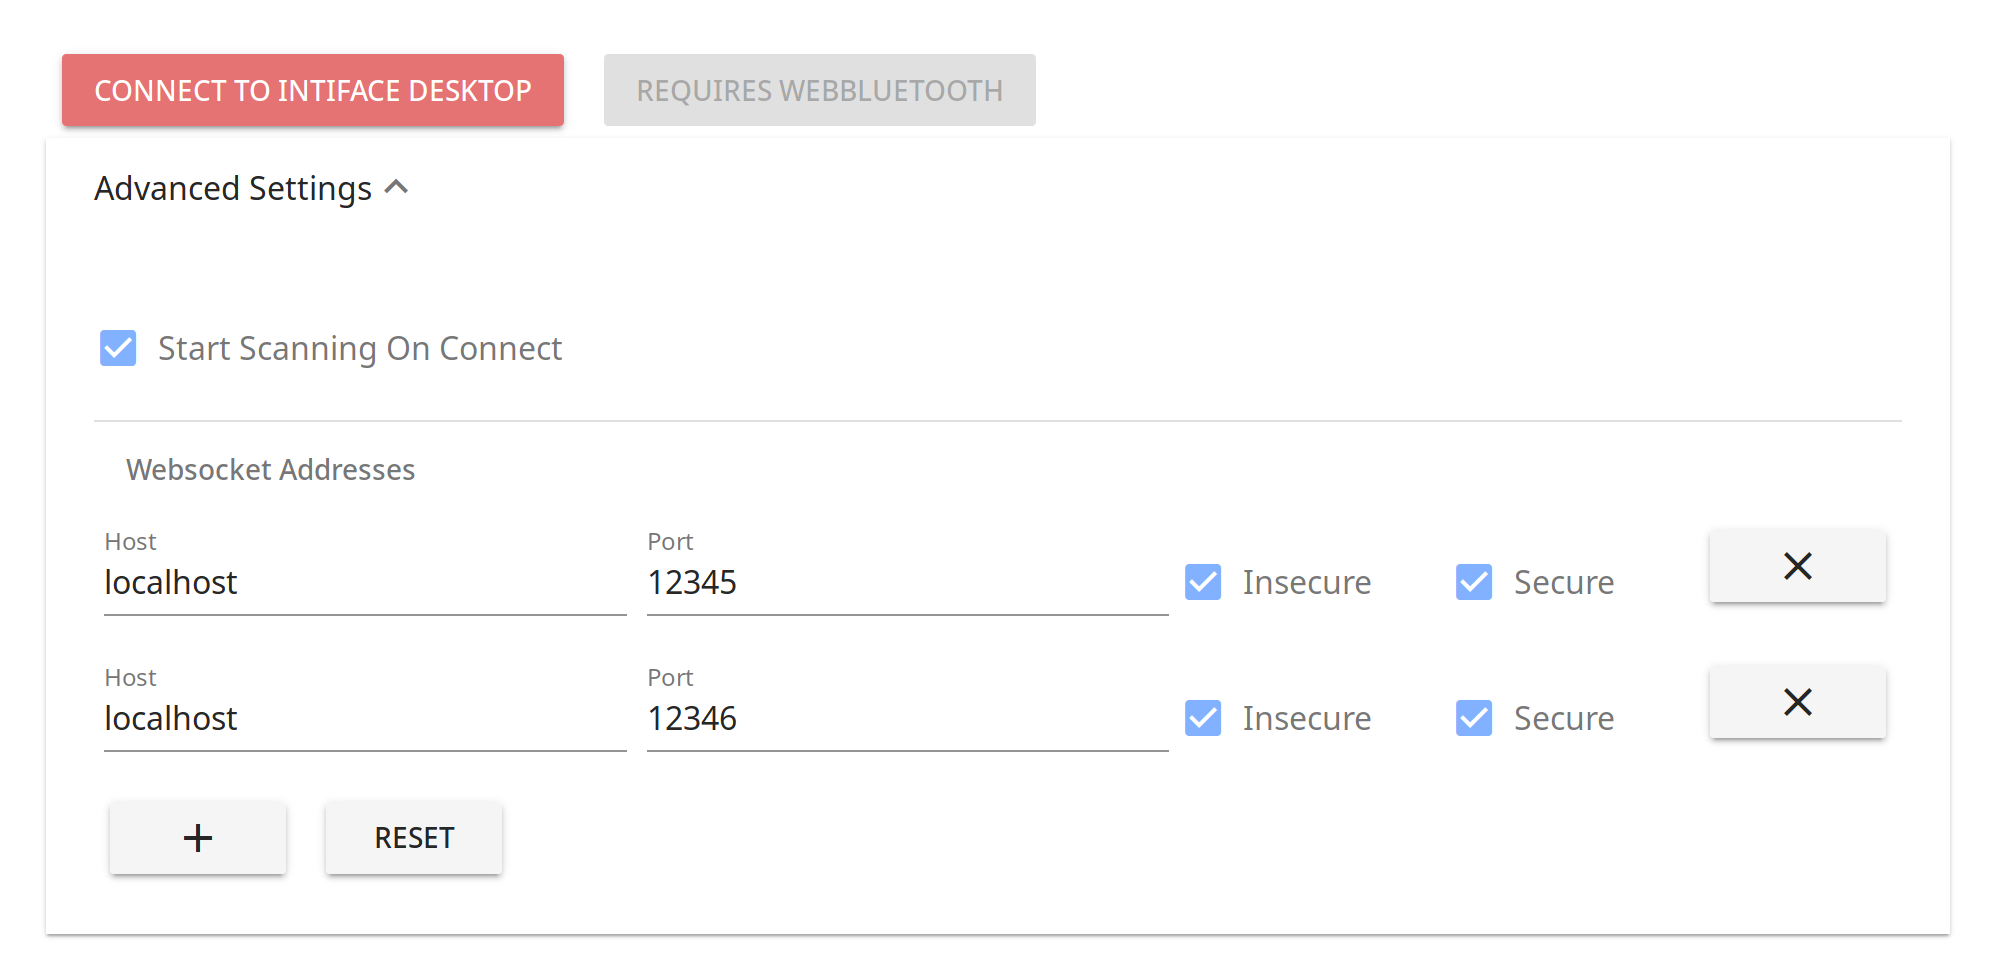 CONNECT TO INTIFACE DESKTOP
REQUIRES WEBBLUETOOTH
Advanced Settings
Start Scanning On Connect
Websocket Addresses
Host
Port
localhost
12345
Insecure
Secure
Host
Port
localhost
12346
Insecure
Secure
+
RESET